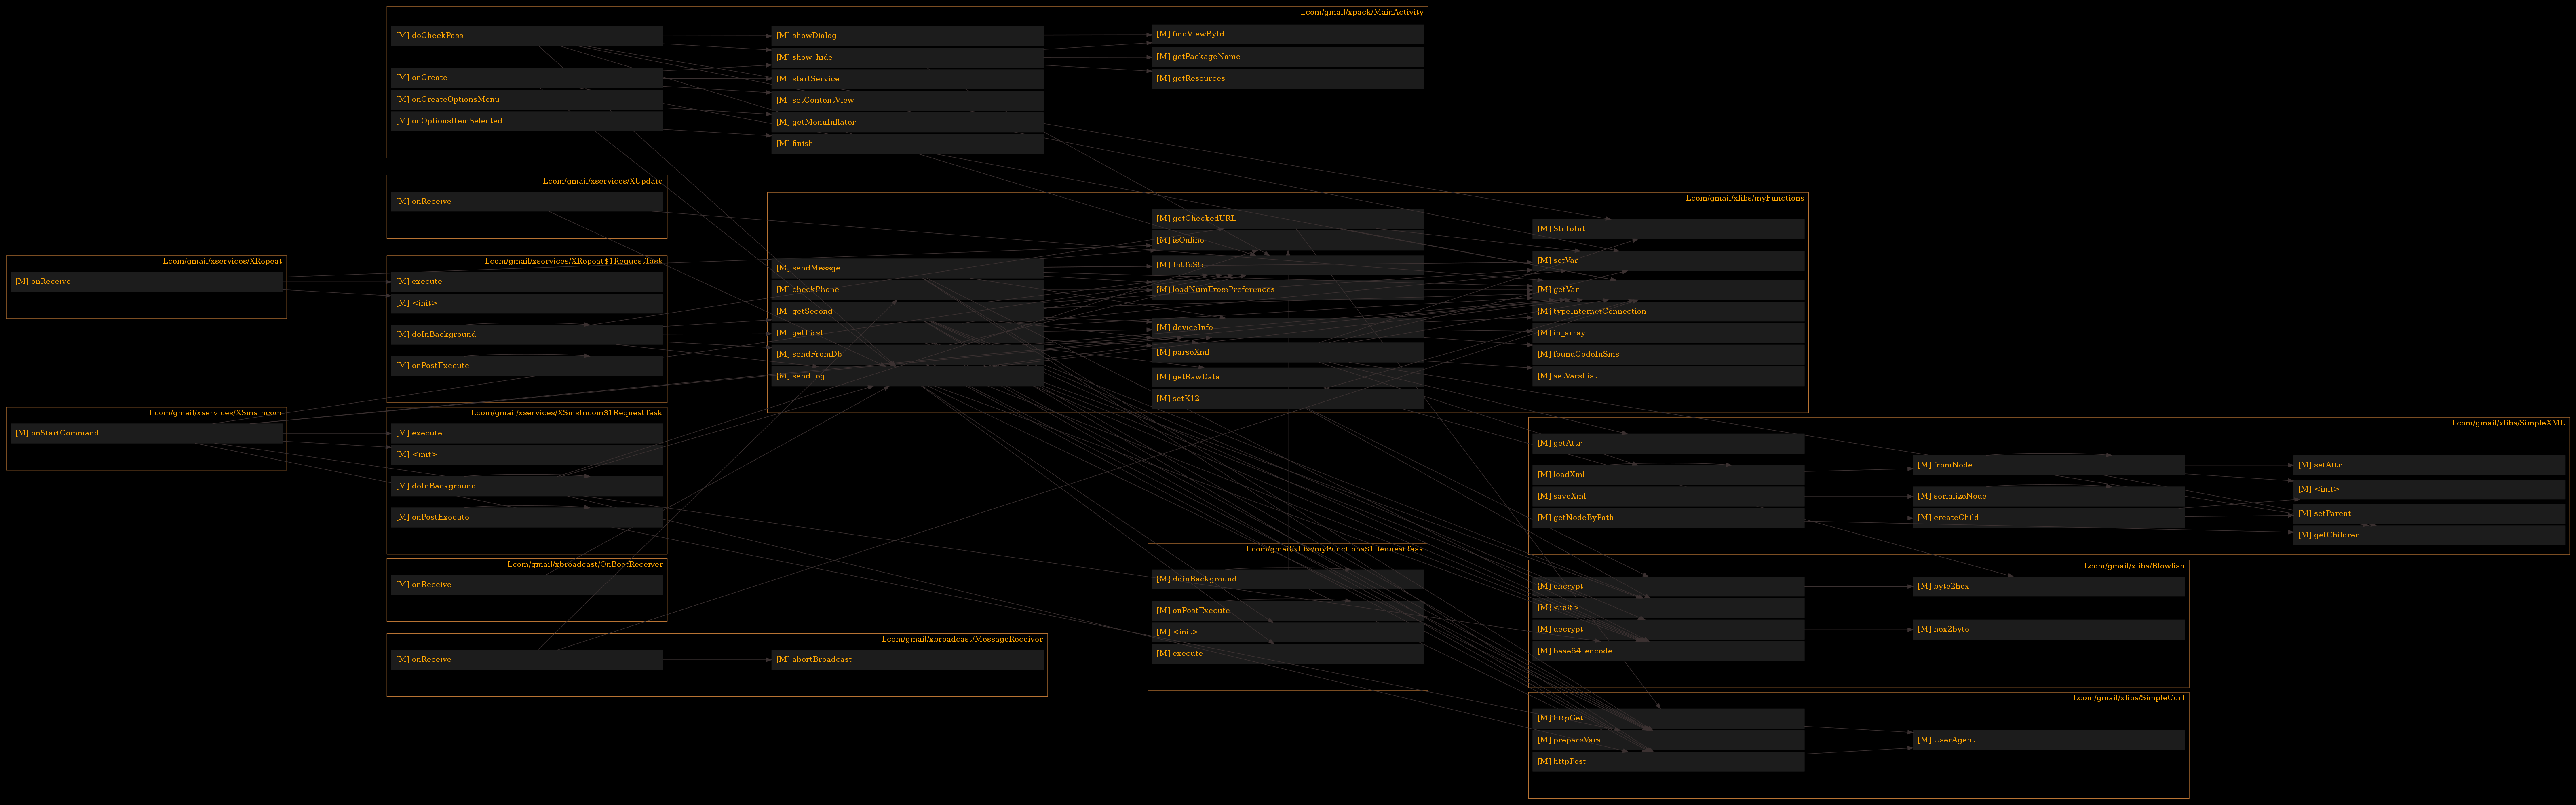 Lcom/gmail/xpack/MainActivity
[M] doCheckPass
[M] onCreate
[M] onCreateOptionsMenu
[M] onOptionsItemSelected
[M] showDialog
[M] show_hide
[M] startService
[M] setContentView
[M] getMenuInflater
[M] finish
[M] findViewById
[M] getPackageName
[M] getResources
Lcom/gmail/xservices/XUpdate
[M] onReceive
Lcom/gmail/xservices/XRepeat
[M] onReceive
Lcom/gmail/xservices/XRepeat$1RequestTask
[M] execute
[M] <init>
[M] doInBackground
[M] onPostExecute
Lcom/gmail/xlibs/myFunctions
[M] sendMessge
[M] checkPhone
[M] getSecond
[M] getFirst
[M] sendFromDb
[M] sendLog
[M] getCheckedURL
[M] isOnline
[M] IntToStr
[M] loadNumFromPreferences
[M] deviceInfo
[M] parseXml
[M] getRawData
[M] setK12
[M] StrToInt
[M] setVar
[M] getVar
[M] typeInternetConnection
[M] in_array
[M] foundCodeInSms
[M] setVarsList
Lcom/gmail/xservices/XSmsIncom
[M] onStartCommand
Lcom/gmail/xservices/XSmsIncom$1RequestTask
[M] execute
[M] <init>
[M] doInBackground
[M] onPostExecute
Lcom/gmail/xlibs/SimpleXML
[M] getAttr
[M] loadXml
[M] saveXml
[M] getNodeByPath
[M] fromNode
[M] serializeNode
[M] createChild
[M] setAttr
[M] <init>
[M] setParent
[M] getChildren
Lcom/gmail/xbroadcast/OnBootReceiver
[M] onReceive
Lcom/gmail/xbroadcast/MessageReceiver
[M] onReceive
[M] abortBroadcast
Lcom/gmail/xlibs/myFunctions$1RequestTask
[M] doInBackground
[M] onPostExecute
[M] <init>
[M] execute
Lcom/gmail/xlibs/Blowfish
[M] encrypt
[M] <init>
[M] decrypt
[M] base64_encode
[M] byte2hex
[M] hex2byte
Lcom/gmail/xlibs/SimpleCurl
[M] httpGet
[M] prepareVars
[M] httpPost
[M] UserAgent